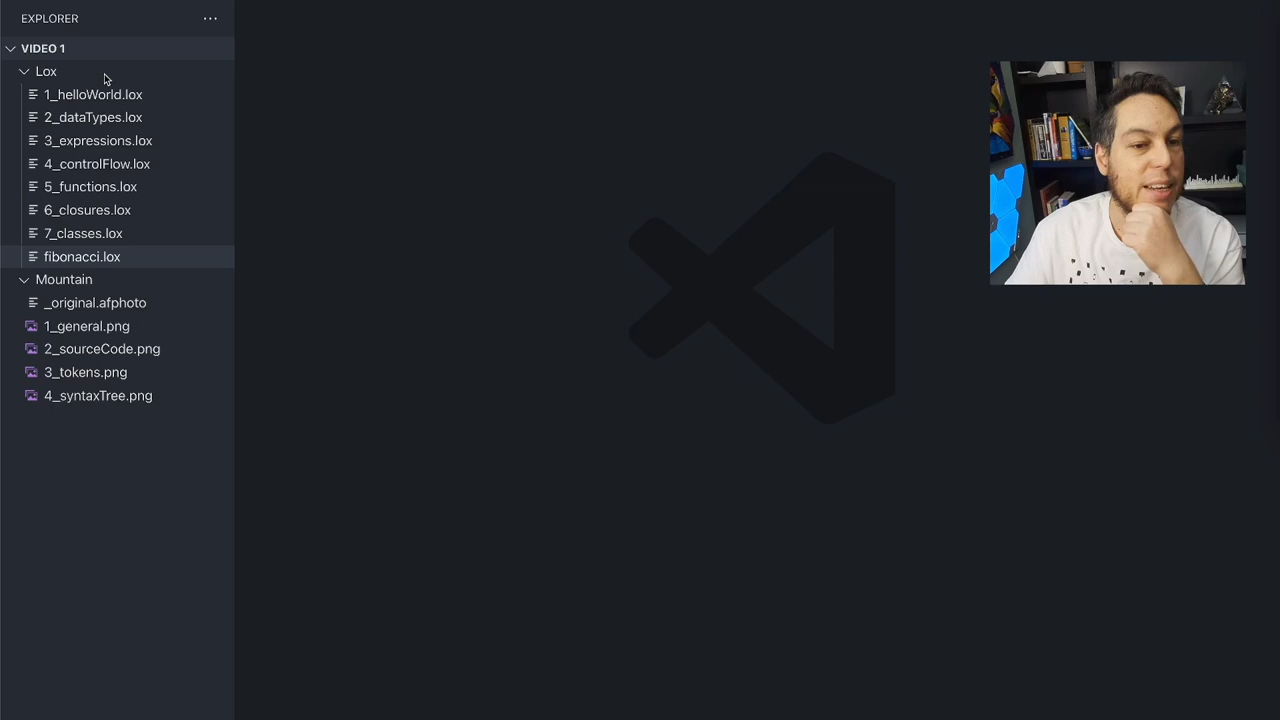 EXPLORER
VIDEO 1
Lox
1_helloWorld.lox
2_dataTypes.lox
3_expressions.lox
4_controlFlow.lox
5_functions.lox
6_closures.lox
7_classes.lox
fibonacci.lox
Mountain
_original.afphoto
1_general.png
2_sourceCode.png
3_tokens.png
4_syntaxTree.png